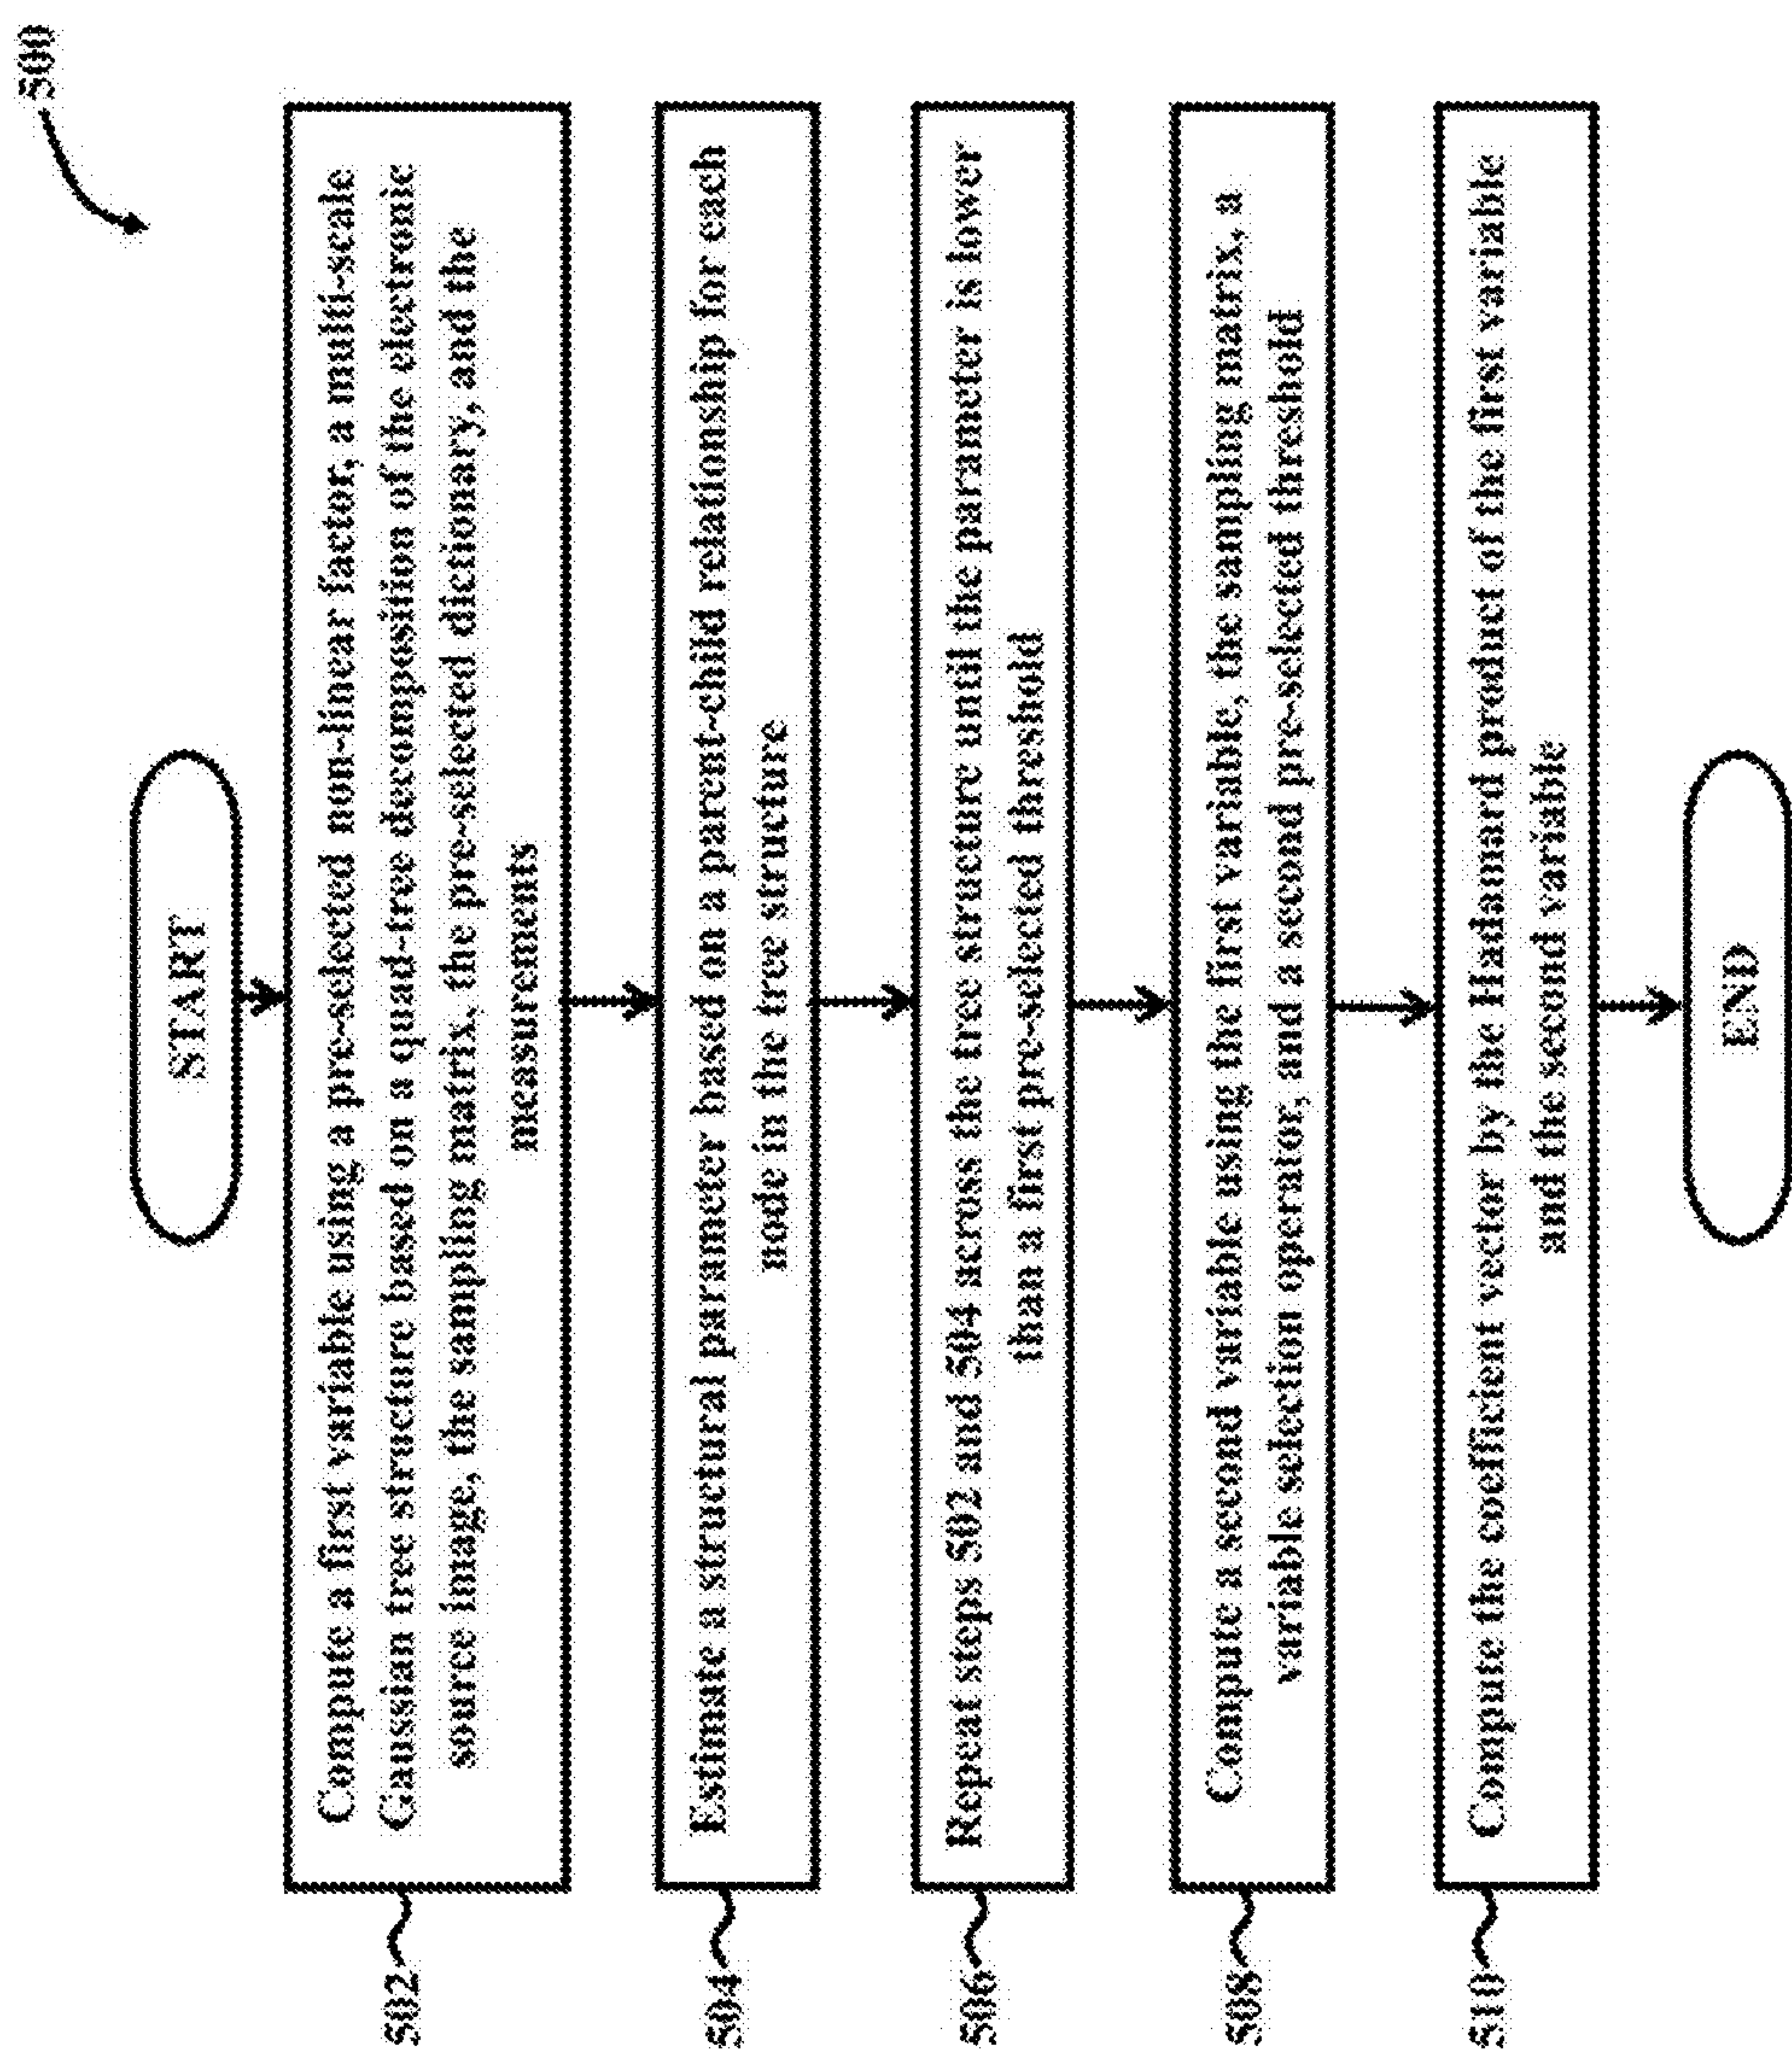 500
START
502
Compute a first variable using a pre-selected non-linear factor, a multi-scale
Gaussian tree structure based on a quad-tree decomposition of the electronic
source image, the sampling matrix, the pre-selected dictionary, and the
measurements
504
Estimate a structural parameter based on a parent-child relationship for each
node in the tree structure
506
Repeat steps 502 and 504 across the tree structure until the parameter is lower
than a first pre-selected threshold
508
Compute a second variable using the first variable, the sampling matrix, a
variable selection operator, and a second pre-selected threshold
510
Compute the coefficient vector by the Hadamard product of the first variable
and the second variable
END